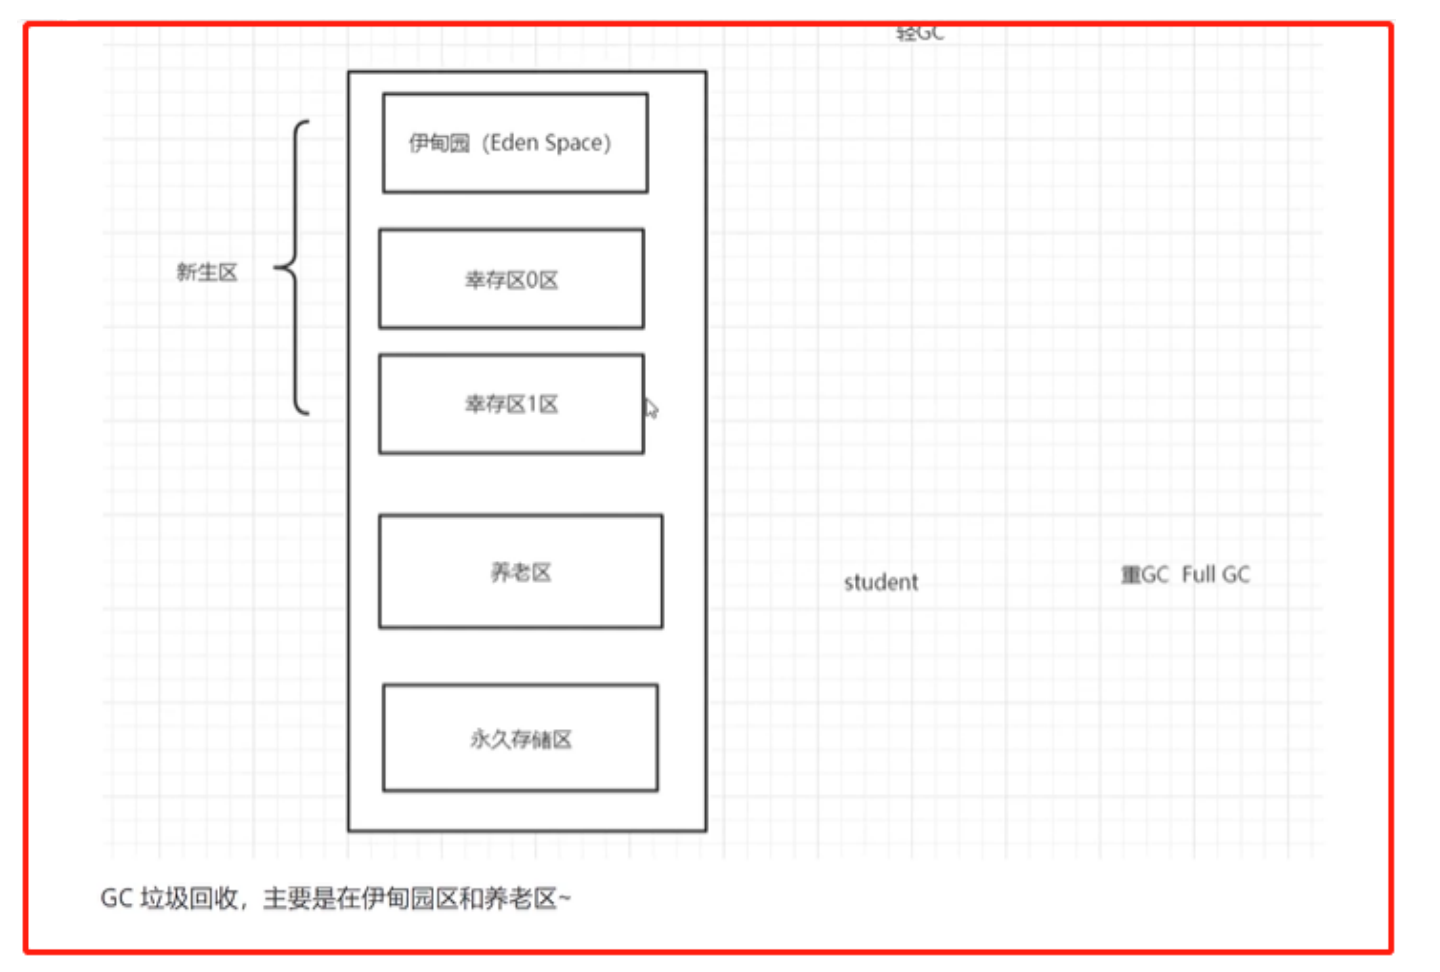 轻GC
伊甸园（Eden Space）
新生区
幸存区0区
幸存区1区
养老区
student
重GC Full GC
永久存储区
GC 垃圾回收，主要是在伊甸园区和养老区~